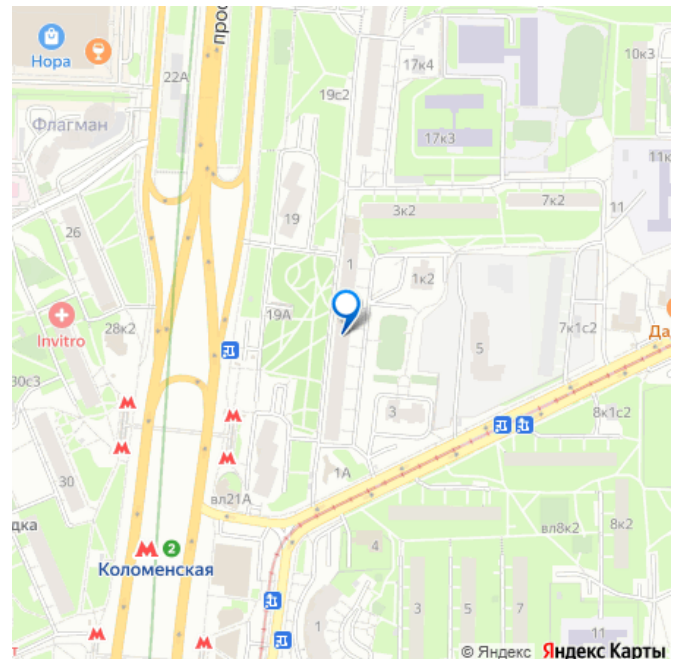 прос
Нора
22А
17к4
10к3
19с2
Флагман
17к3
11к
7к2
11
3к2
19
26
1
1к2
19А
Invitro
28к2
7к1с2
Да
5
30с3
3
8к1с2
1А
30
вл21А
дка
вл8к2
8к2
4
2
Коломенская
3
5
7
1
11
т
© Яндекс Яндекс Карты